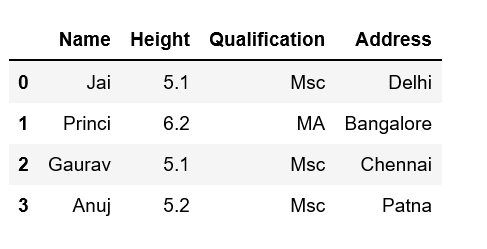 Name Height Qualification Address
0 Jai 5.1 Msc Delhi
1 Princi 6.2 MA Bangalore
2 Gaurav 5.1 Msc Chennai
3 Anuj 5.2 Msc Patna